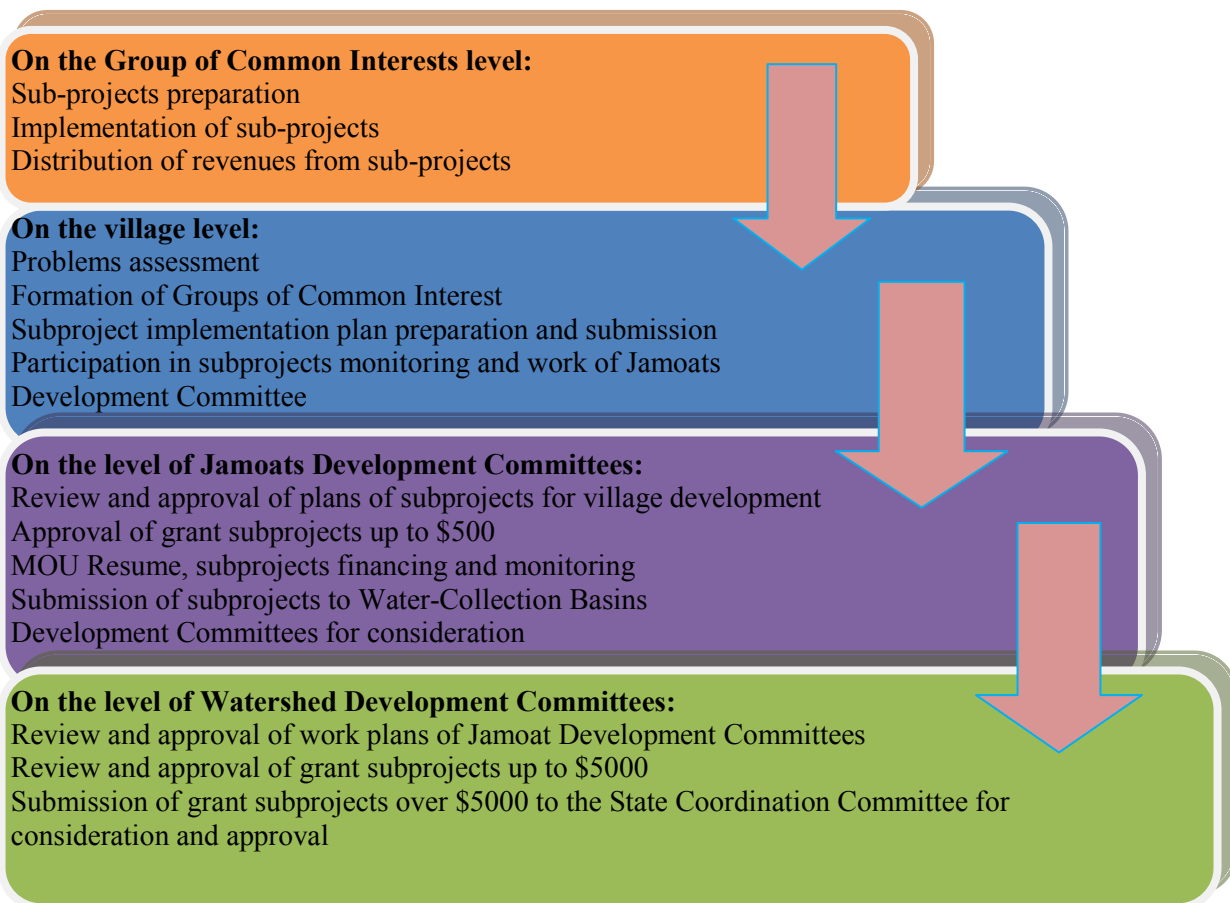 On the Group of Common Interests level:
Sub-projects preparation
Implementation of sub-projects
Distribution of revenues from sub-projects
On the village level:
Problems assessment
Formation of Groups of Common Interest
Subproject implementation plan preparation and submission
Participation in subprojects monitoring and work of Jamoats
Development Committee
On the level of Jamoats Development Committees:
Review and approval of plans of subprojects for village development
Approval of grant subprojects up to $500
MOU Resume, subprojects financing and monitoring
Submission of subprojects to Water-Collection Basins
Development Committees for consideration
On the level of Watershed Development Committees:
Review and approval of work plans of Jamoat Development Committees
Review and approval of grant subprojects up to $5000
Submission of grant subprojects over $5000 to the State Coordination Committee for
consideration and approval